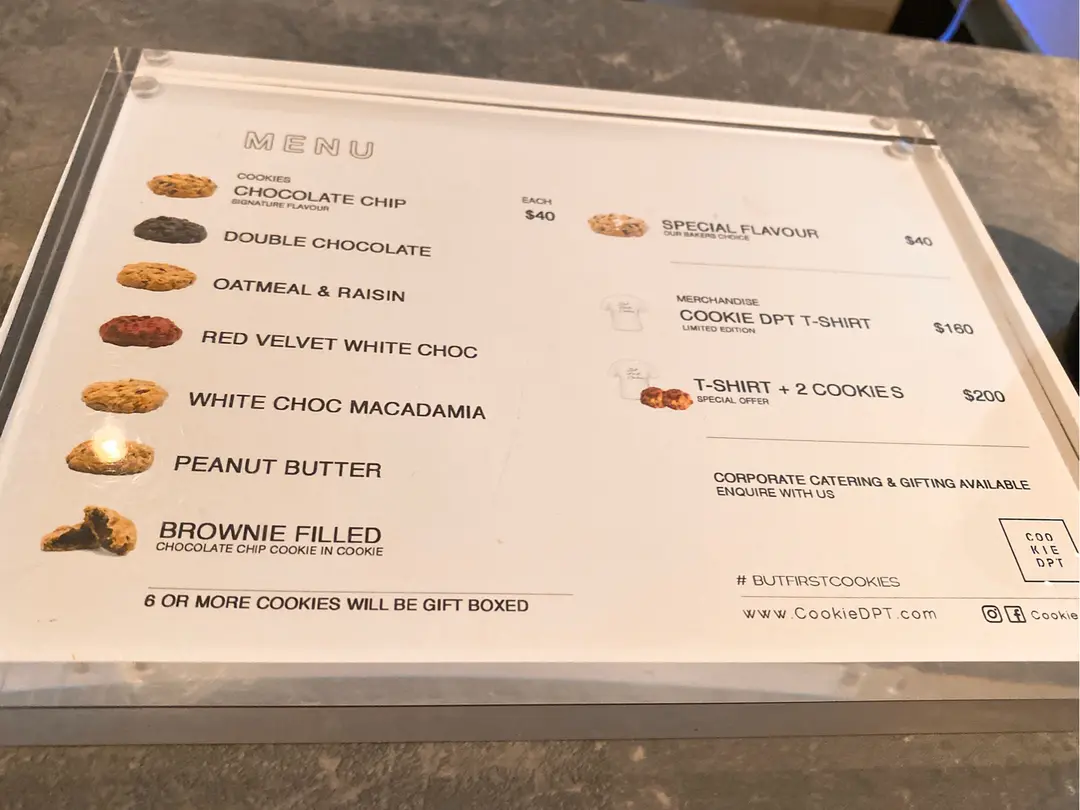 MENU
COOKIES
CHOCOLATE CHIP
SIGNATURE FLAVOUR
EACH
$40
DOUBLE CHOCOLATE
OATMEAL & RAISIN
RED VELVET WHITE CHOC
WHITE CHOC MACADAMIA
PEANUT BUTTER
BROWNIE FILLED
CHOCOLATE CHIP COOKIE IN COOKIE
6 OR MORE COOKIES WILL BE GIFT BOXED
SPECIAL FLAVOUR $40
OUR BAKERS CHOICE
MERCHANDISE
COOKIE DPT T-SHIRT $160
LIMITED EDITION
T-SHIRT + 2 COOKIES $200
SPECIAL OFFER
CORPORATE CATERING & GIFTING AVAILABLE
ENQUIRE WITH US
COO
KIE
DPT
# BUTFIRSTCOOKIES
www.CookieDPT.com
Cookie